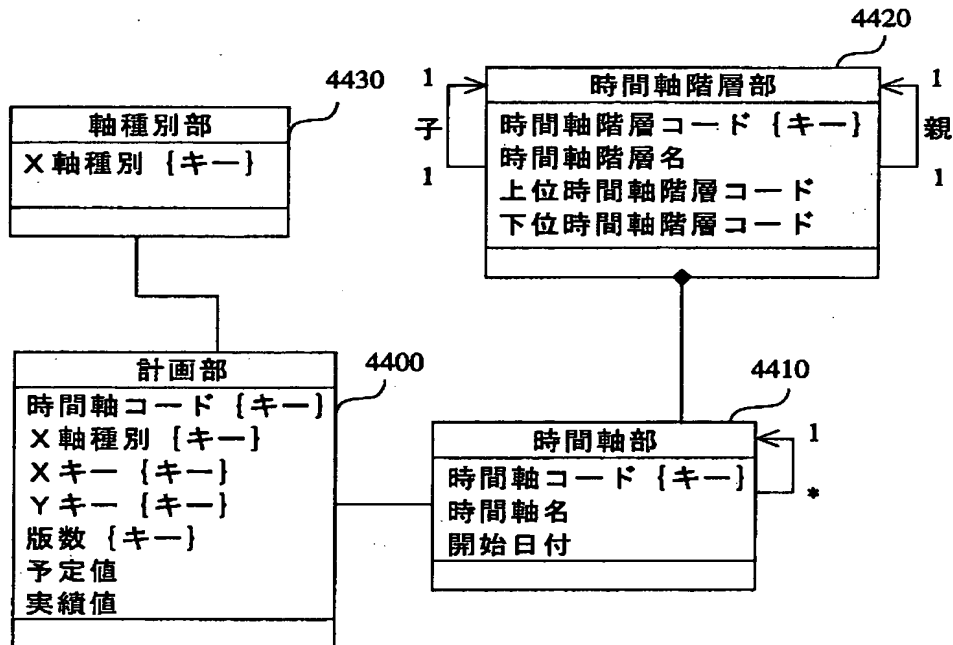 4420
4430
1
時間軸階層部
1
軸種別部
子
時間軸階層コード {キー}
親
X軸種別 {キー}
時間軸階層名
1
上位時間軸階層コード
1
下位時間軸階層コード
計画部
4400
4410
時間軸コード {キー}
時間軸部
1
X軸種別 {キー}
時間軸コード {キー}
Xキー {キー}
*
Yキー {キー}
時間軸名
版数 {キー}
開始日付
予定値
実績値